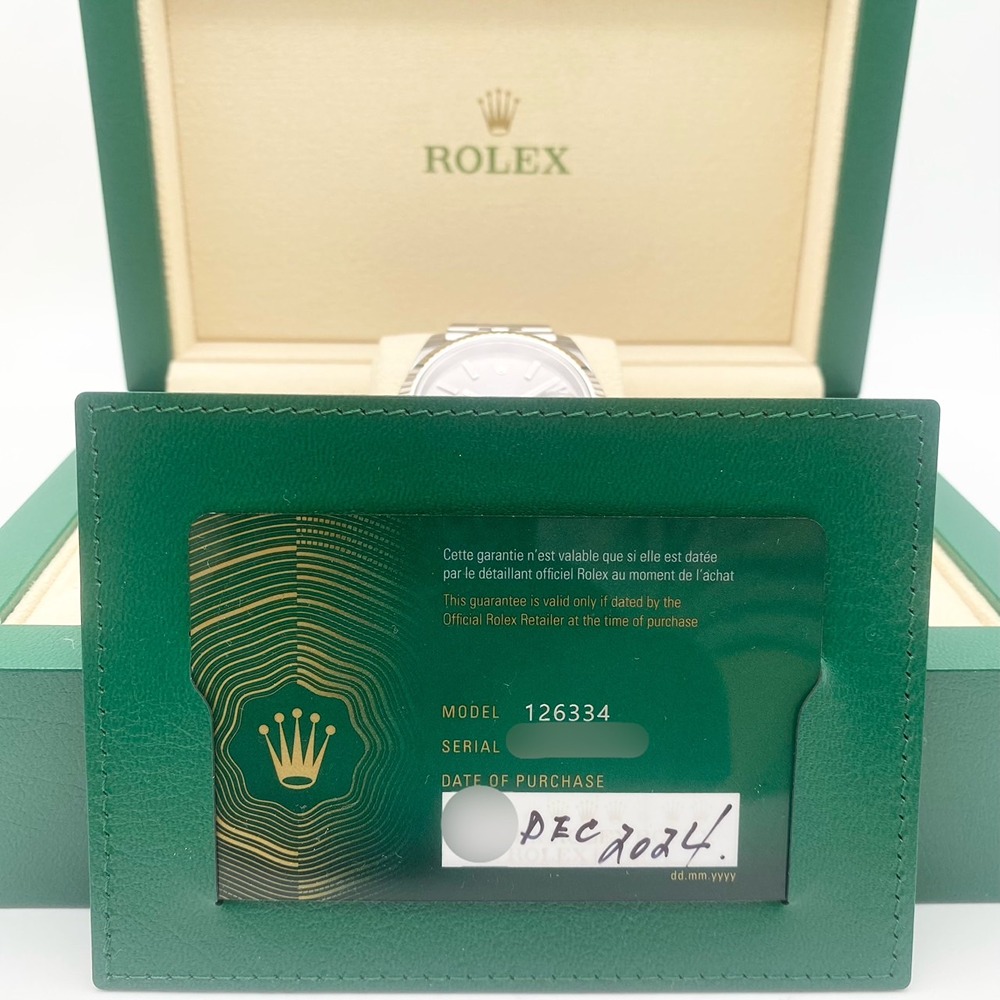 ROLEX
Cette garantie n'est valable que si elle est datée
par le détaillant officiel Rolex au moment de l'achat
This guarantee is valid only if dated by the
Official Rolex Retailer at the time of purchase
MODEL 126334
SERIAL
DATE OF PURCHASE
DEC 2024.
ROLEX
dd.mm.yyyy